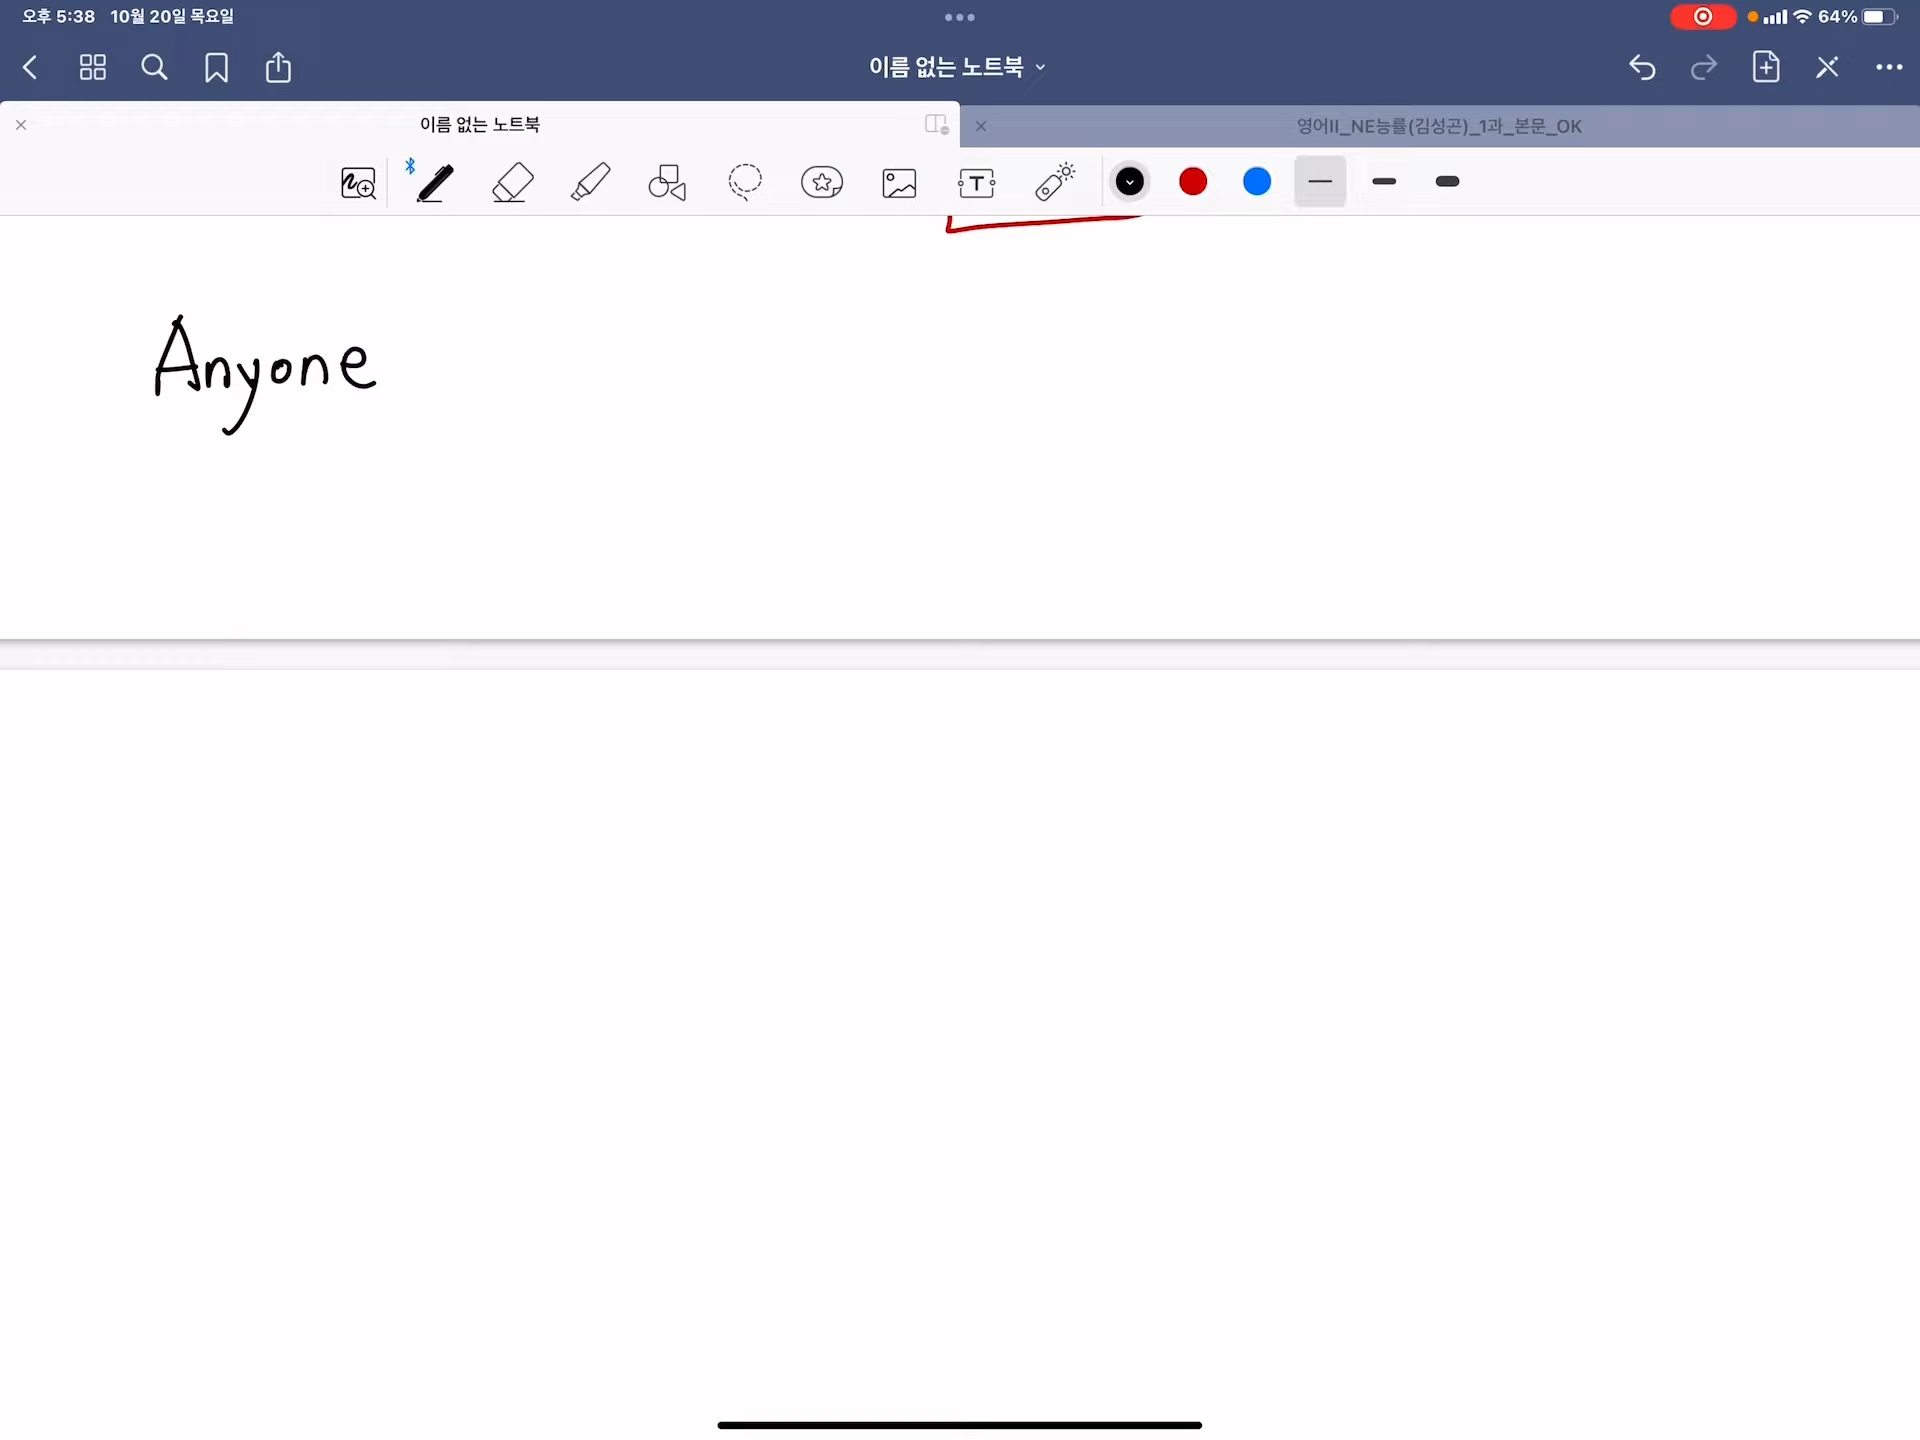 오후 5:38 10월 20일 목요일
64%
이름 없는 노트북
이름 없는 노트북
영어II_NE능률(김성곤)_1과_본문_OK
T
Anyone